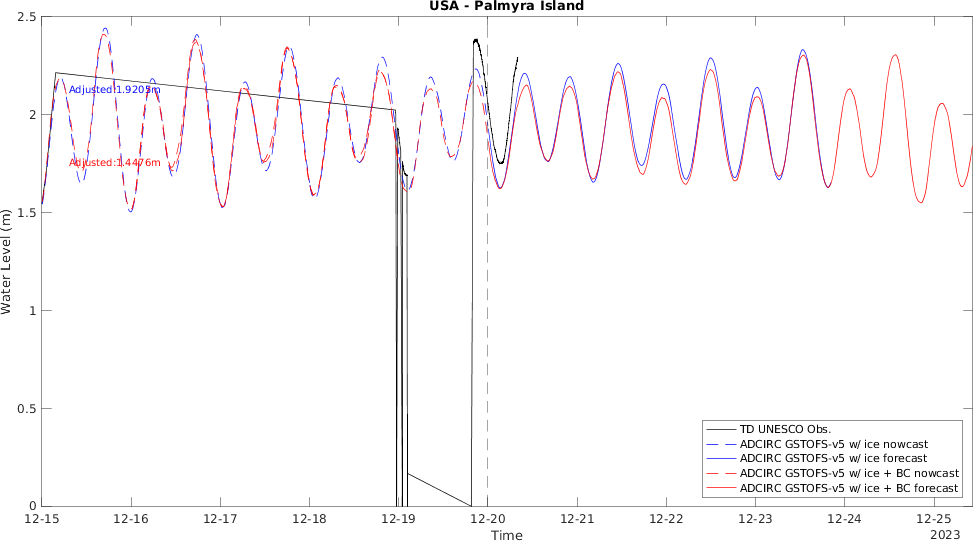 USA - Palmyra Island
2.5
2
1.5
1
0.5
0
Water Level (m)
Adjusted:1.9205m
Adjusted:1.4476m
12-15 12-16 12-17 12-18 12-19 12-20 12-21 12-22 12-23 12-24 12-25
2023
Time
TD UNESCO Obs.
ADCIRC GSTOFS-v5 w/ ice nowcast
ADCIRC GSTOFS-v5 w/ ice forecast
ADCIRC GSTOFS-v5 w/ ice + BC nowcast
ADCIRC GSTOFS-v5 w/ ice + BC forecast